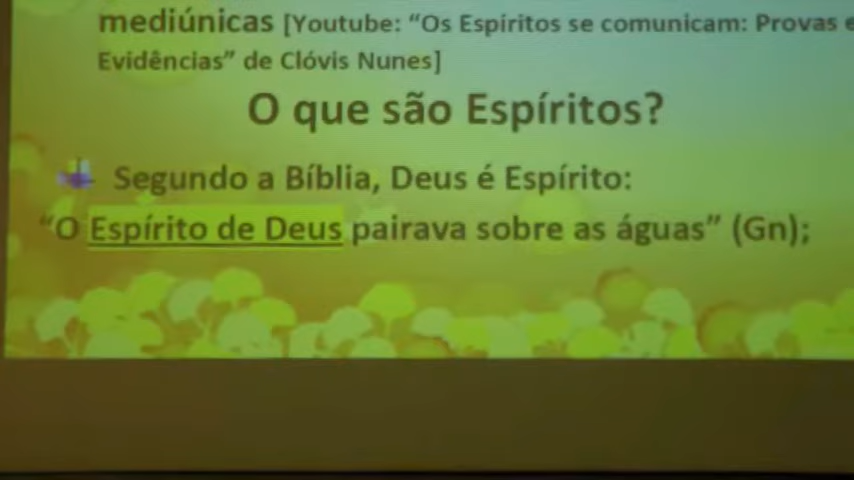 mediúnicas [Youtube: “Os Espíritos se comunicam: Provas e
Evidências” de Clóvis Nunes]
O que são Espíritos?
Segundo a Bíblia, Deus é Espírito:
“O Espírito de Deus pairava sobre as águas” (Gn);